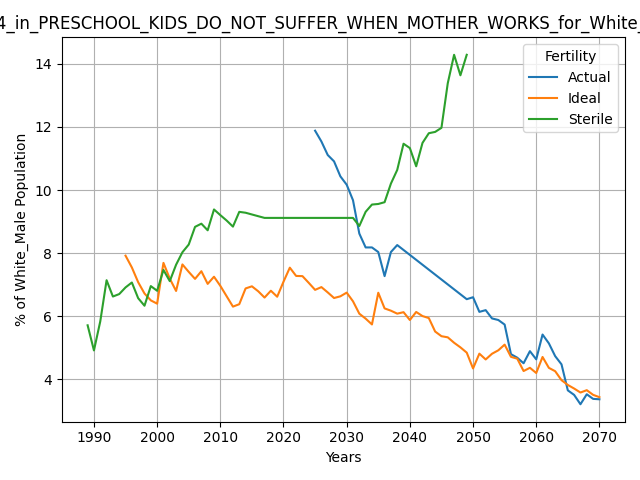 4_in_PRESCHOOL_KIDS_DO_NOT_SUFFER_WHEN_MOTHER_WORKS_for_White_
Fertility
Actual
Ideal
Sterile
% of White_Male Population
14
12
10
8
6
4
1990 2000 2010 2020 2030 2040 2050 2060 2070
Years